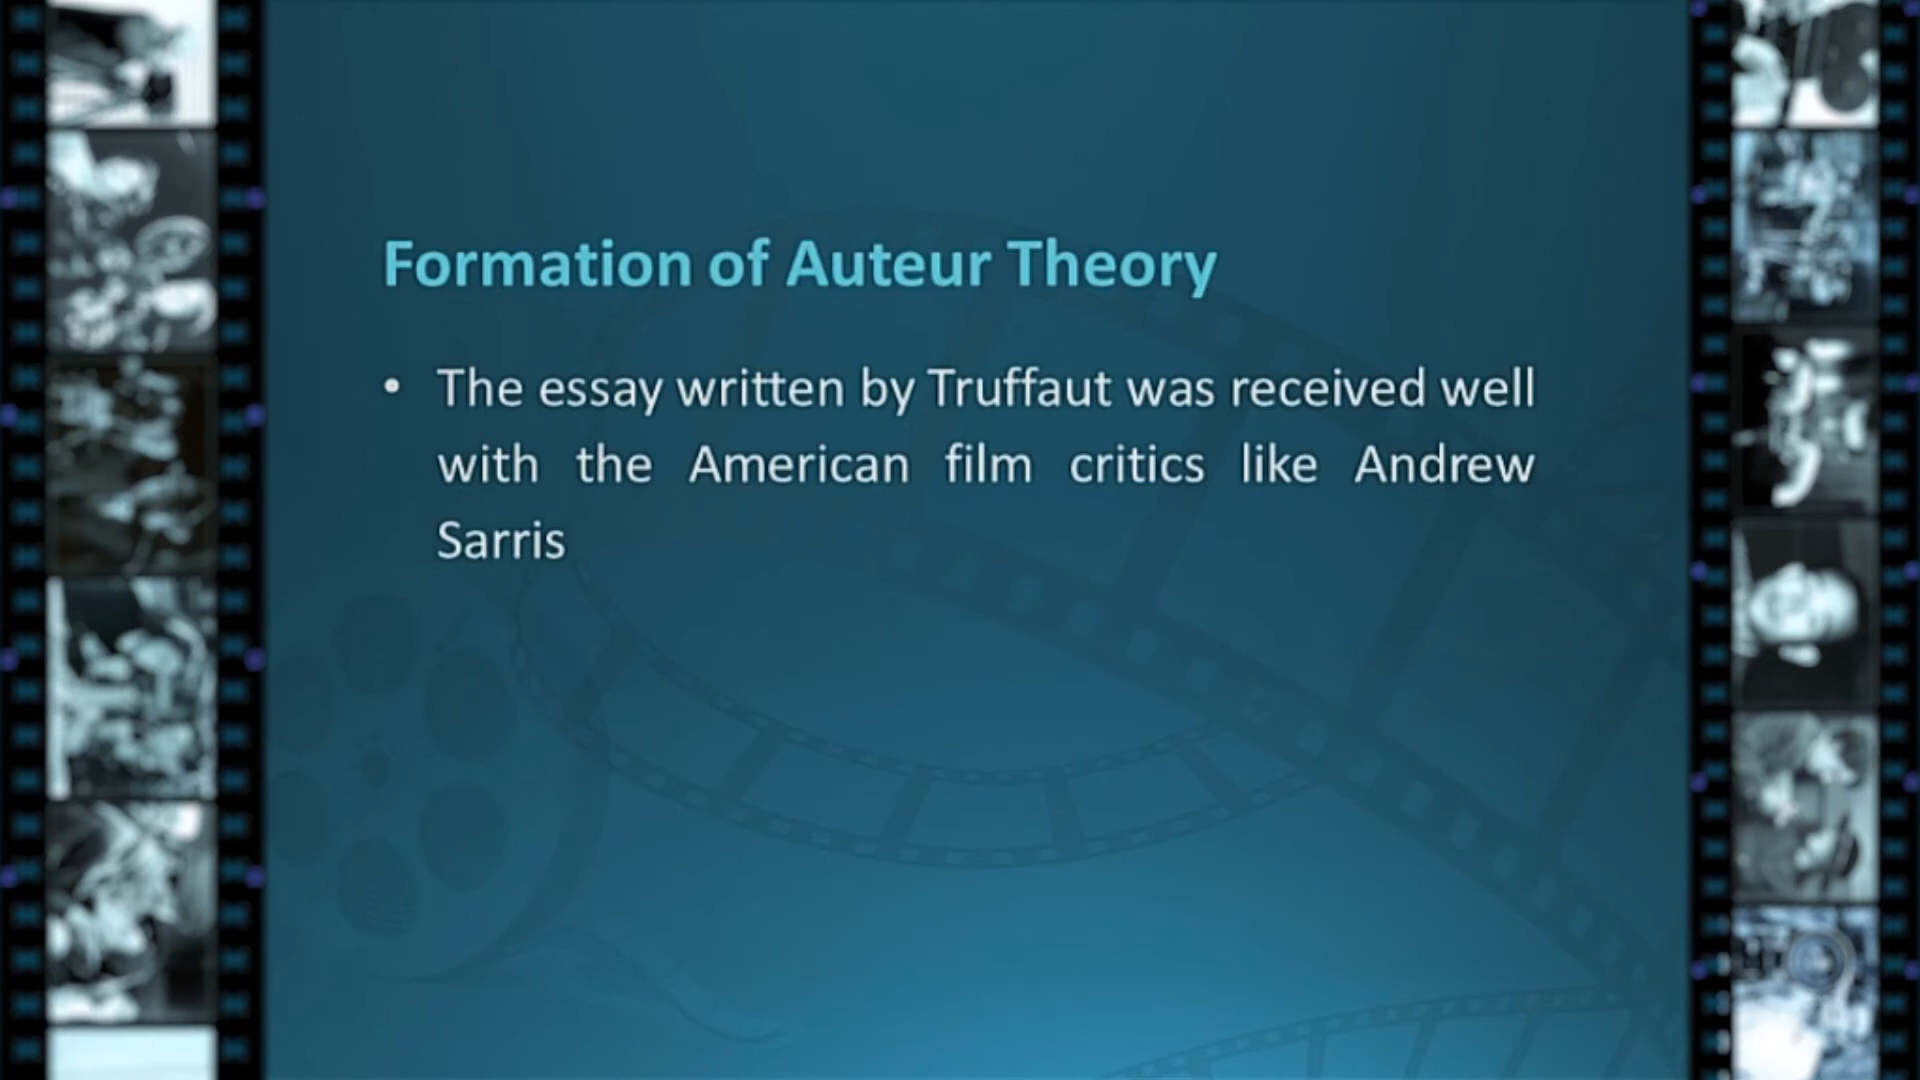 Formation of Auteur Theory
• The essay written by Truffaut was received well
with the American film critics like Andrew
Sarris